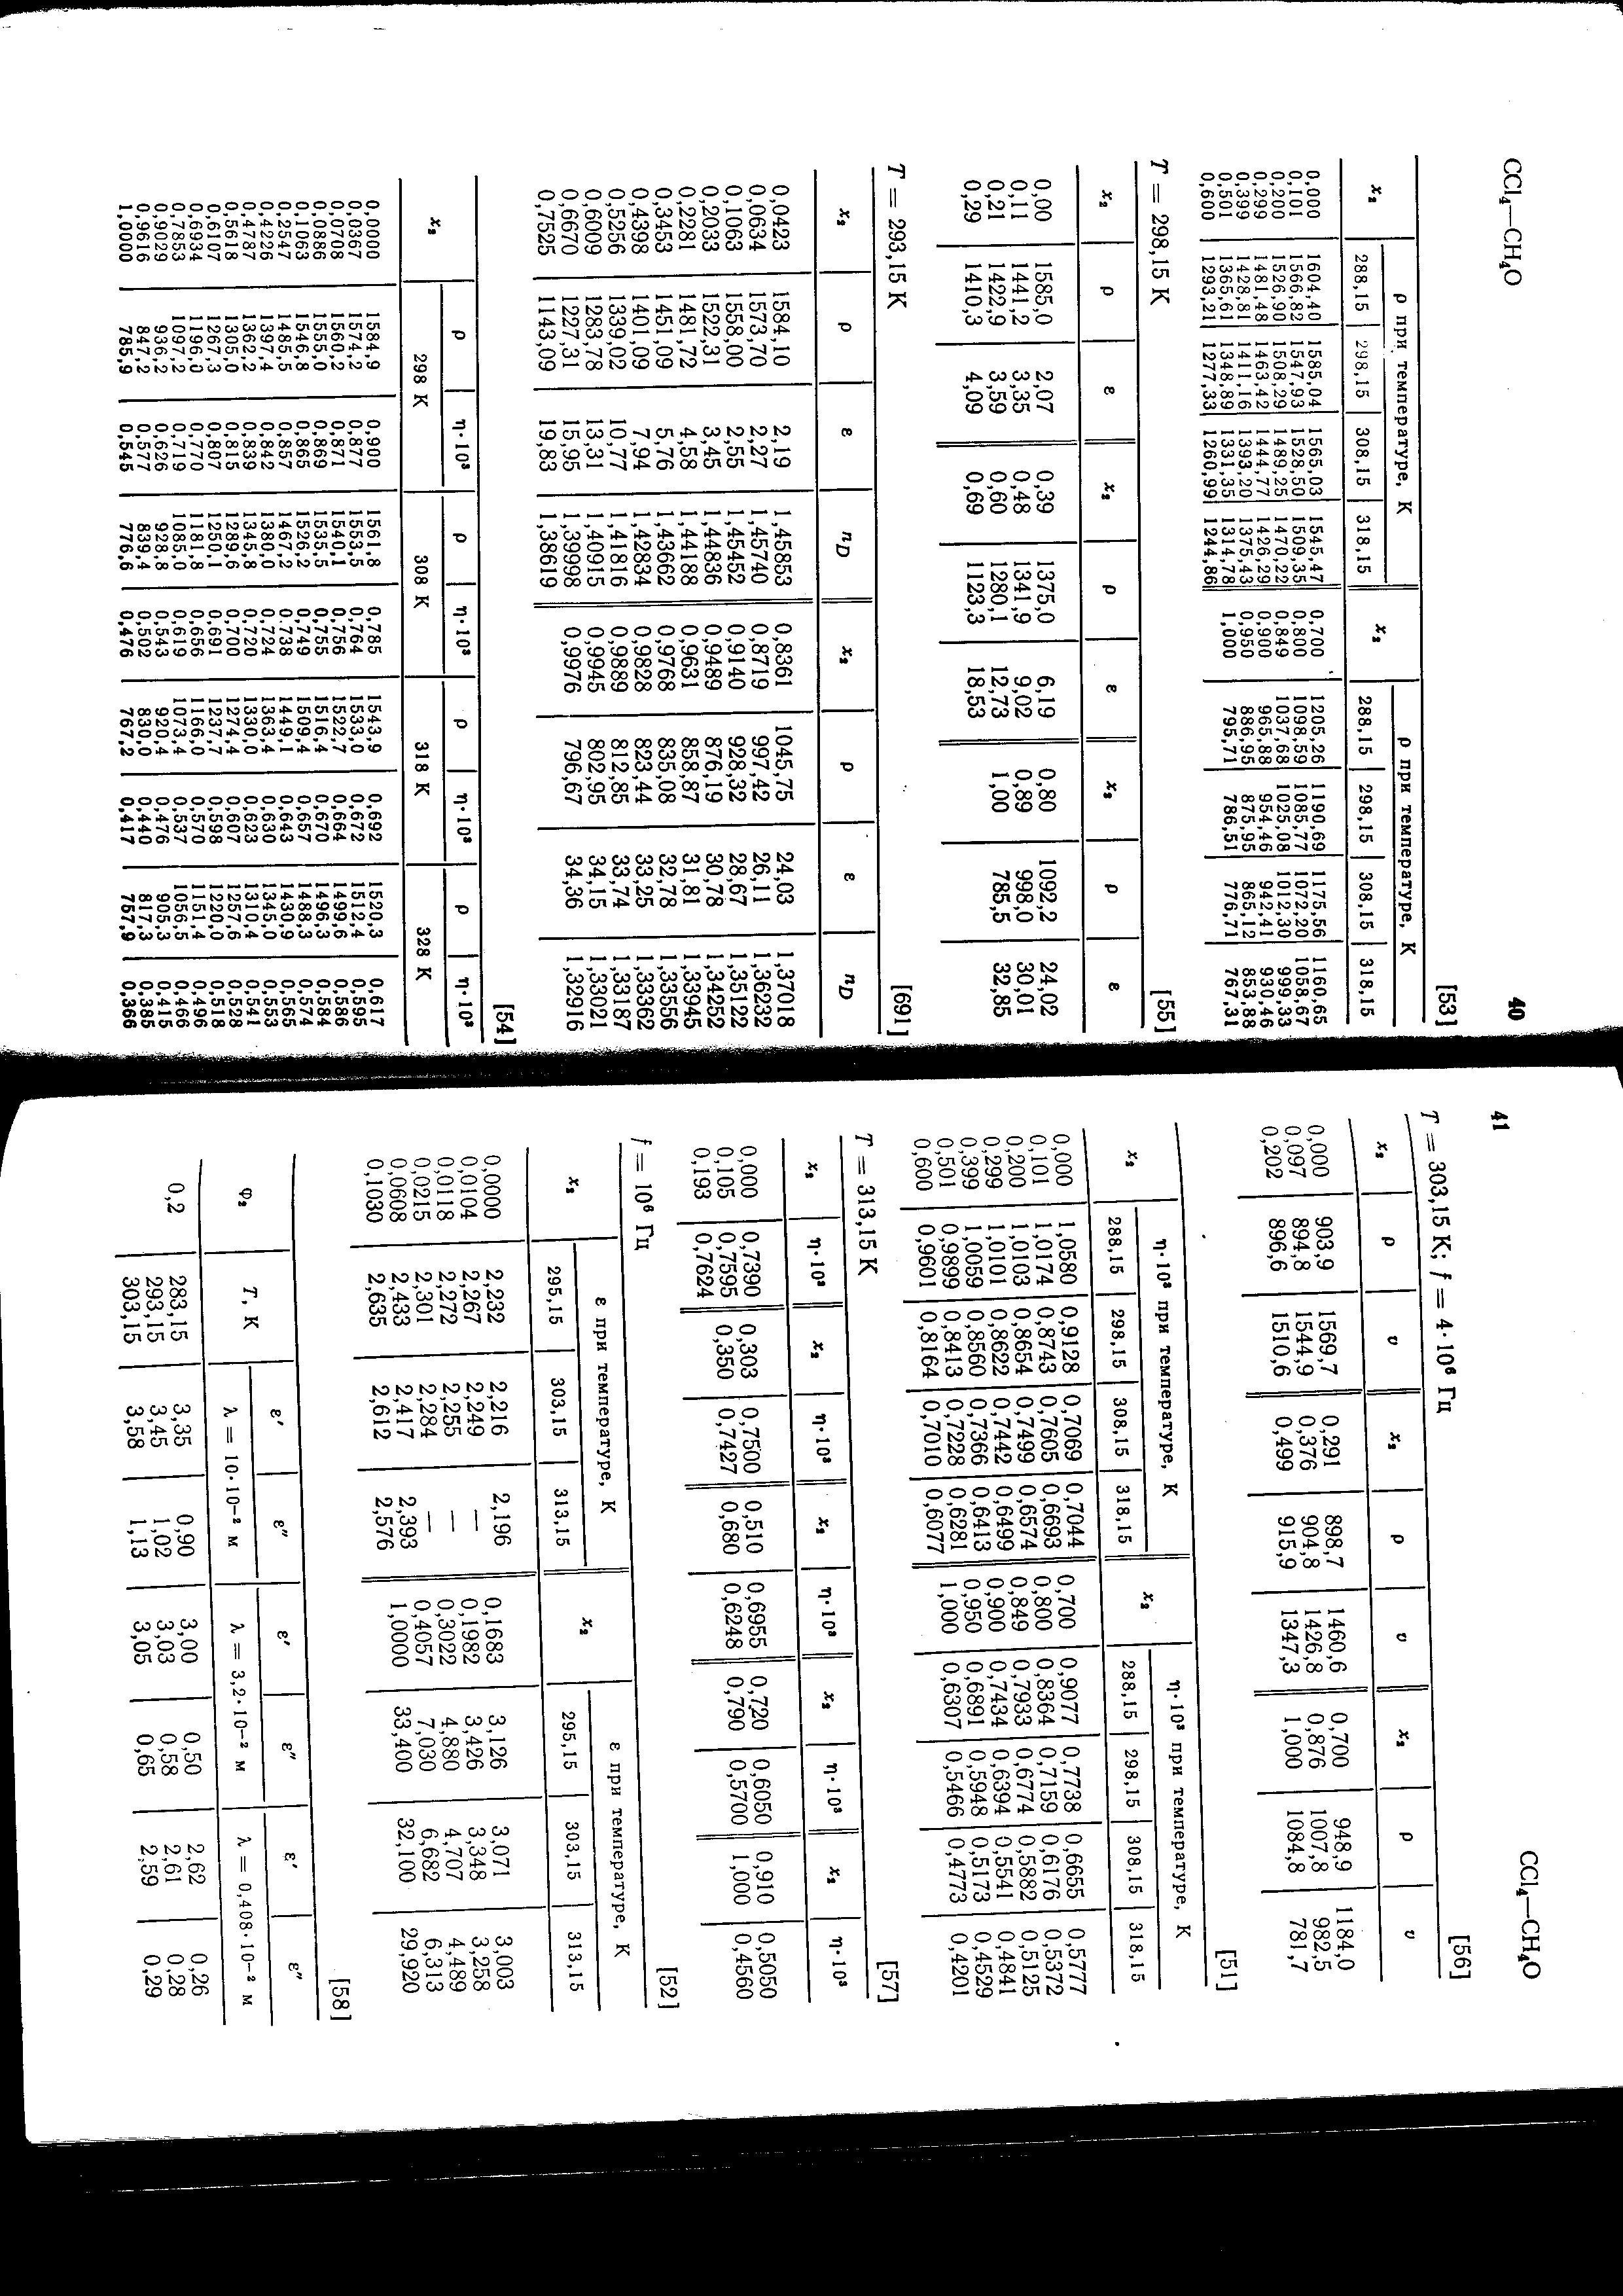 CCl₄—CH₄O 40
[53]
x₂ ρ при температуре, K x₂ ρ при температуре, K
288,15 298,15 308,15 318,15 288,15 298,15 308,15 318,15
0,000 1604,40 1585,04 1565,03 1545,47 0,700 1205,26 1190,69 1175,56 1160,65
0,101 1566,82 1547,93 1528,50 1509,35 0,800 1098,59 1085,77 1072,20 1058,67
0,200 1526,90 1508,29 1489,25 1470,22 0,849 1037,68 1025,08 1012,30 999,33
0,299 1481,48 1463,42 1444,77 1426,29 0,900 965,88 954,46 942,41 930,46
0,399 1428,81 1411,16 1393,20 1375,43 0,950 886,95 875,95 865,12 853,88
0,501 1365,61 1348,89 1331,35 1314,78 1,000 795,71 786,51 776,71 767,31
0,600 1293,21 1277,33 1260,99 1244,86
T = 298,15 K [55]
x₂ ρ ε x₂ ρ ε x₂ ρ ε
0,00 1585,0 2,07 0,39 1375,0 6,19 0,80 1092,2 24,02
0,11 1441,2 3,35 0,48 1341,9 9,02 0,89 998,0 30,01
0,21 1422,9 3,59 0,60 1280,1 12,73 1,00 785,5 32,85
0,29 1410,3 4,09 0,69 1123,3 18,53
T = 293,15 K [691]
x₂ ρ ε n_D x₂ ρ ε n_D
0,0423 1584,10 2,19 1,45853 0,8361 1045,75 24,03 1,37018
0,0634 1573,70 2,27 1,45740 0,8719 997,42 26,11 1,36232
0,1063 1558,00 2,55 1,45452 0,9140 928,32 28,67 1,35122
0,2033 1522,31 3,45 1,44836 0,9489 876,19 30,78 1,34252
0,2281 1481,72 4,58 1,44188 0,9631 858,87 31,81 1,33945
0,3453 1451,09 5,76 1,43662 0,9768 835,08 32,78 1,33556
0,4398 1401,09 7,94 1,42834 0,9828 823,44 33,25 1,33362
0,5256 1339,02 10,77 1,41816 0,9889 812,85 33,74 1,33187
0,6009 1283,78 13,31 1,40915 0,9945 802,95 34,15 1,33021
0,6670 1227,31 15,95 1,39998 0,9976 796,67 34,36 1,32916
0,7525 1143,09 19,83 1,38619
[54]
x₂ 298 K 308 K 318 K 328 K
ρ η·10³ ρ η·10³ ρ η·10³ ρ η·10³
0,0000 1584,9 0,900 1561,8 0,785 1543,9 0,692 1520,3 0,617
0,0367 1574,2 0,877 1553,5 0,764 1533,0 0,672 1512,4 0,595
0,0708 1560,2 0,871 1540,1 0,756 1522,7 0,664 1499,6 0,586
0,0886 1555,0 0,869 1535,5 0,755 1516,4 0,670 1496,3 0,584
0,1063 1546,8 0,865 1526,2 0,749 1509,4 0,657 1488,3 0,574
0,2547 1485,5 0,857 1467,2 0,738 1449,1 0,643 1430,9 0,565
0,4226 1397,4 0,842 1380,0 0,724 1363,4 0,630 1345,0 0,553
0,4787 1362,2 0,839 1345,8 0,720 1330,0 0,623 1310,4 0,541
0,5618 1305,0 0,815 1289,6 0,700 1274,4 0,607 1257,6 0,528
0,6107 1267,3 0,807 1250,1 0,691 1237,7 0,598 1220,0 0,518
0,6934 1196,0 0,770 1181,8 0,656 1166,0 0,570 1151,4 0,496
0,7853 1097,2 0,719 1085,0 0,619 1073,4 0,537 1056,5 0,466
0,9029 936,2 0,626 928,8 0,543 920,4 0,476 905,3 0,415
0,9616 847,2 0,577 839,4 0,502 830,0 0,440 817,3 0,385
1,0000 785,9 0,545 776,6 0,476 767,2 0,417 757,9 0,366
41 CCl₄—CH₄O
T = 303,15 K; f = 4·10⁶ Гц [56]
x₂ ρ υ x₂ ρ υ x₂ ρ υ
0,000 903,9 1569,7 0,291 898,7 1460,6 0,700 948,9 1184,0
0,097 894,8 1544,9 0,376 904,8 1426,8 0,876 1007,8 982,5
0,202 896,6 1510,6 0,499 915,9 1347,3 1,000 1084,8 781,7
[51]
x₂ η·10³ при температуре, K x₂ η·10³ при температуре, K
288,15 298,15 308,15 318,15 288,15 298,15 308,15 318,15
0,000 1,0580 0,9128 0,7069 0,7044 0,700 0,9077 0,7738 0,6655 0,5777
0,101 1,0174 0,8743 0,7605 0,6693 0,800 0,8364 0,7159 0,6176 0,5372
0,200 1,0103 0,8654 0,7499 0,6574 0,849 0,7933 0,6774 0,5882 0,5125
0,299 1,0101 0,8622 0,7442 0,6499 0,900 0,7434 0,6394 0,5541 0,4841
0,399 1,0059 0,8560 0,7366 0,6413 0,950 0,6891 0,5948 0,5173 0,4529
0,501 0,9899 0,8413 0,7228 0,6281 1,000 0,6307 0,5466 0,4773 0,4201
0,600 0,9601 0,8164 0,7010 0,6077
T = 313,15 K [57]
x₂ η·10³ x₂ η·10³ x₂ η·10³ x₂ η·10³ x₂ η·10³
0,000 0,7390 0,303 0,7500 0,510 0,6955 0,720 0,6050 0,910 0,5050
0,105 0,7595 0,350 0,7427 0,680 0,6248 0,790 0,5700 1,000 0,4560
0,193 0,7624
f = 10⁶ Гц [52]
x₂ ε при температуре, K x₂ ε при температуре, K
295,15 303,15 313,15 295,15 303,15 313,15
0,0000 2,232 2,216 2,196 0,1683 3,126 3,071 3,003
0,0104 2,267 2,249 — 0,1982 3,426 3,348 3,258
0,0118 2,272 2,255 — 0,3022 4,880 4,707 4,489
0,0215 2,301 2,284 — 0,4057 7,030 6,682 6,313
0,0608 2,433 2,417 2,393 1,0000 33,400 32,100 29,920
0,1030 2,635 2,612 2,576
[58]
φ₂ T, K λ = 10·10⁻² м λ = 3,2·10⁻² м λ = 0,408·10⁻² м
ε′ ε″ ε′ ε″ ε′ ε″
0,2 283,15 3,35 0,90 3,00 0,50 2,62 0,26
293,15 3,45 1,02 3,03 0,58 2,61 0,28
303,15 3,58 1,13 3,05 0,65 2,59 0,29